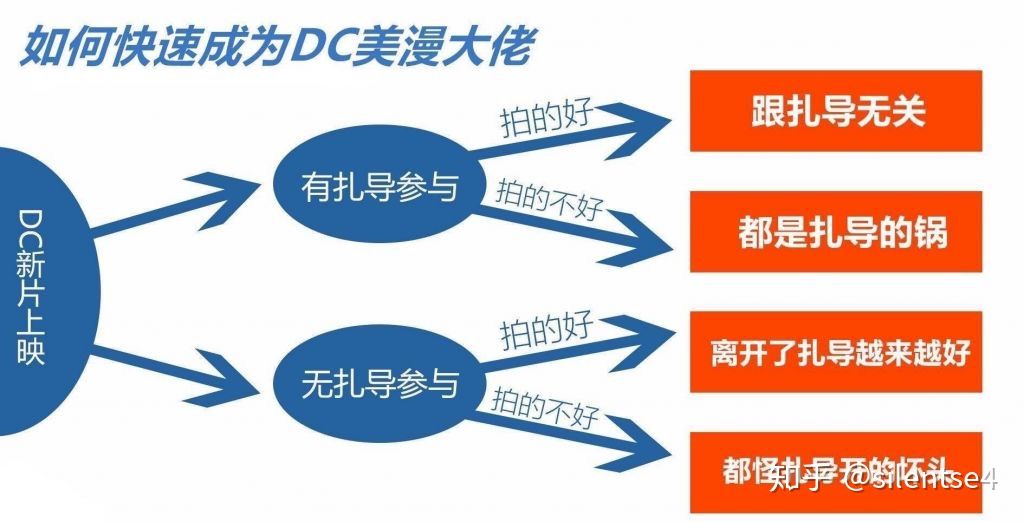 如何快速成为DC美漫大佬
DC新片上映
有扎导参与
拍的好
跟扎导无关
拍的不好
都是扎导的锅
无扎导参与
拍的好
离开了扎导越来越好
拍的不好
都怪扎导开的坏头
知乎 @silentse4